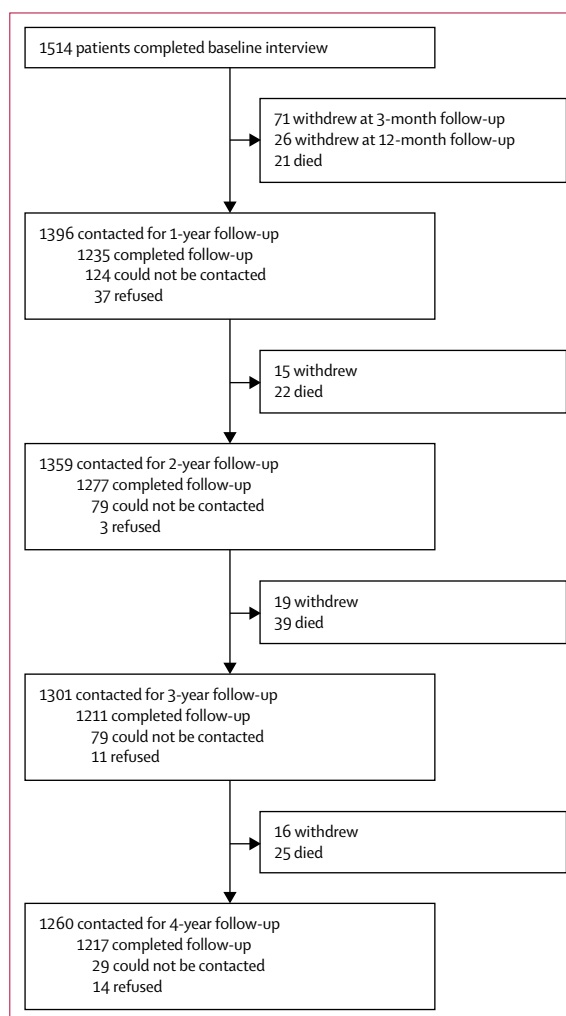 1514 patients completed baseline interview
71 withdrew at 3-month follow-up
26 withdrew at 12-month follow-up
21 died
1396 contacted for 1-year follow-up
1235 completed follow-up
124 could not be contacted
37 refused
15 withdrew
22 died
1359 contacted for 2-year follow-up
1277 completed follow-up
79 could not be contacted
3 refused
19 withdrew
39 died
1301 contacted for 3-year follow-up
1211 completed follow-up
79 could not be contacted
11 refused
16 withdrew
25 died
1260 contacted for 4-year follow-up
1217 completed follow-up
29 could not be contacted
14 refused